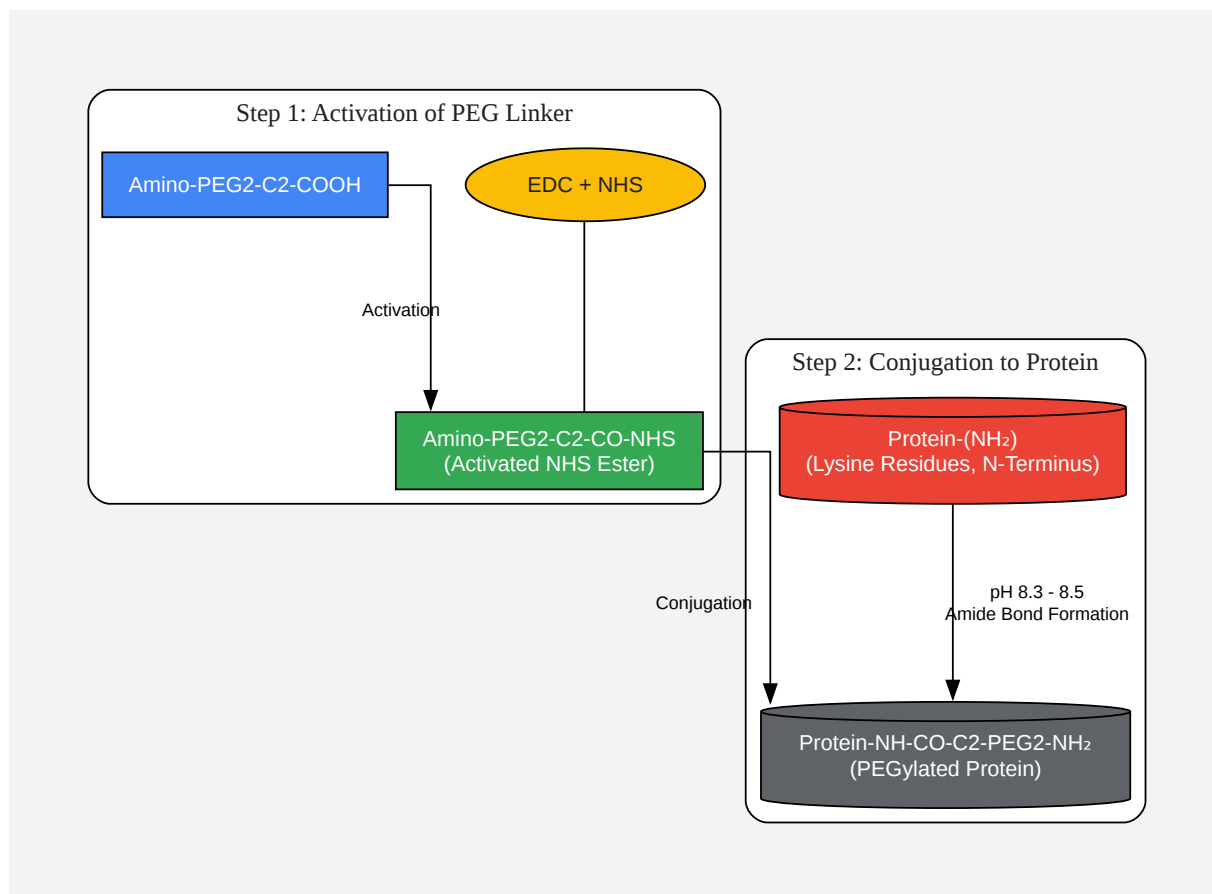 Step 1: Activation of PEG Linker
Amino-PEG2-C2-COOH
EDC + NHS
Activation
Amino-PEG2-C2-CO-NHS
(Activated NHS Ester)
Step 2: Conjugation to Protein
Protein-(NH₂)
(Lysine Residues, N-Terminus)
Conjugation
pH 8.3 - 8.5
Amide Bond Formation
Protein-NH-CO-C2-PEG2-NH₂
(PEGylated Protein)